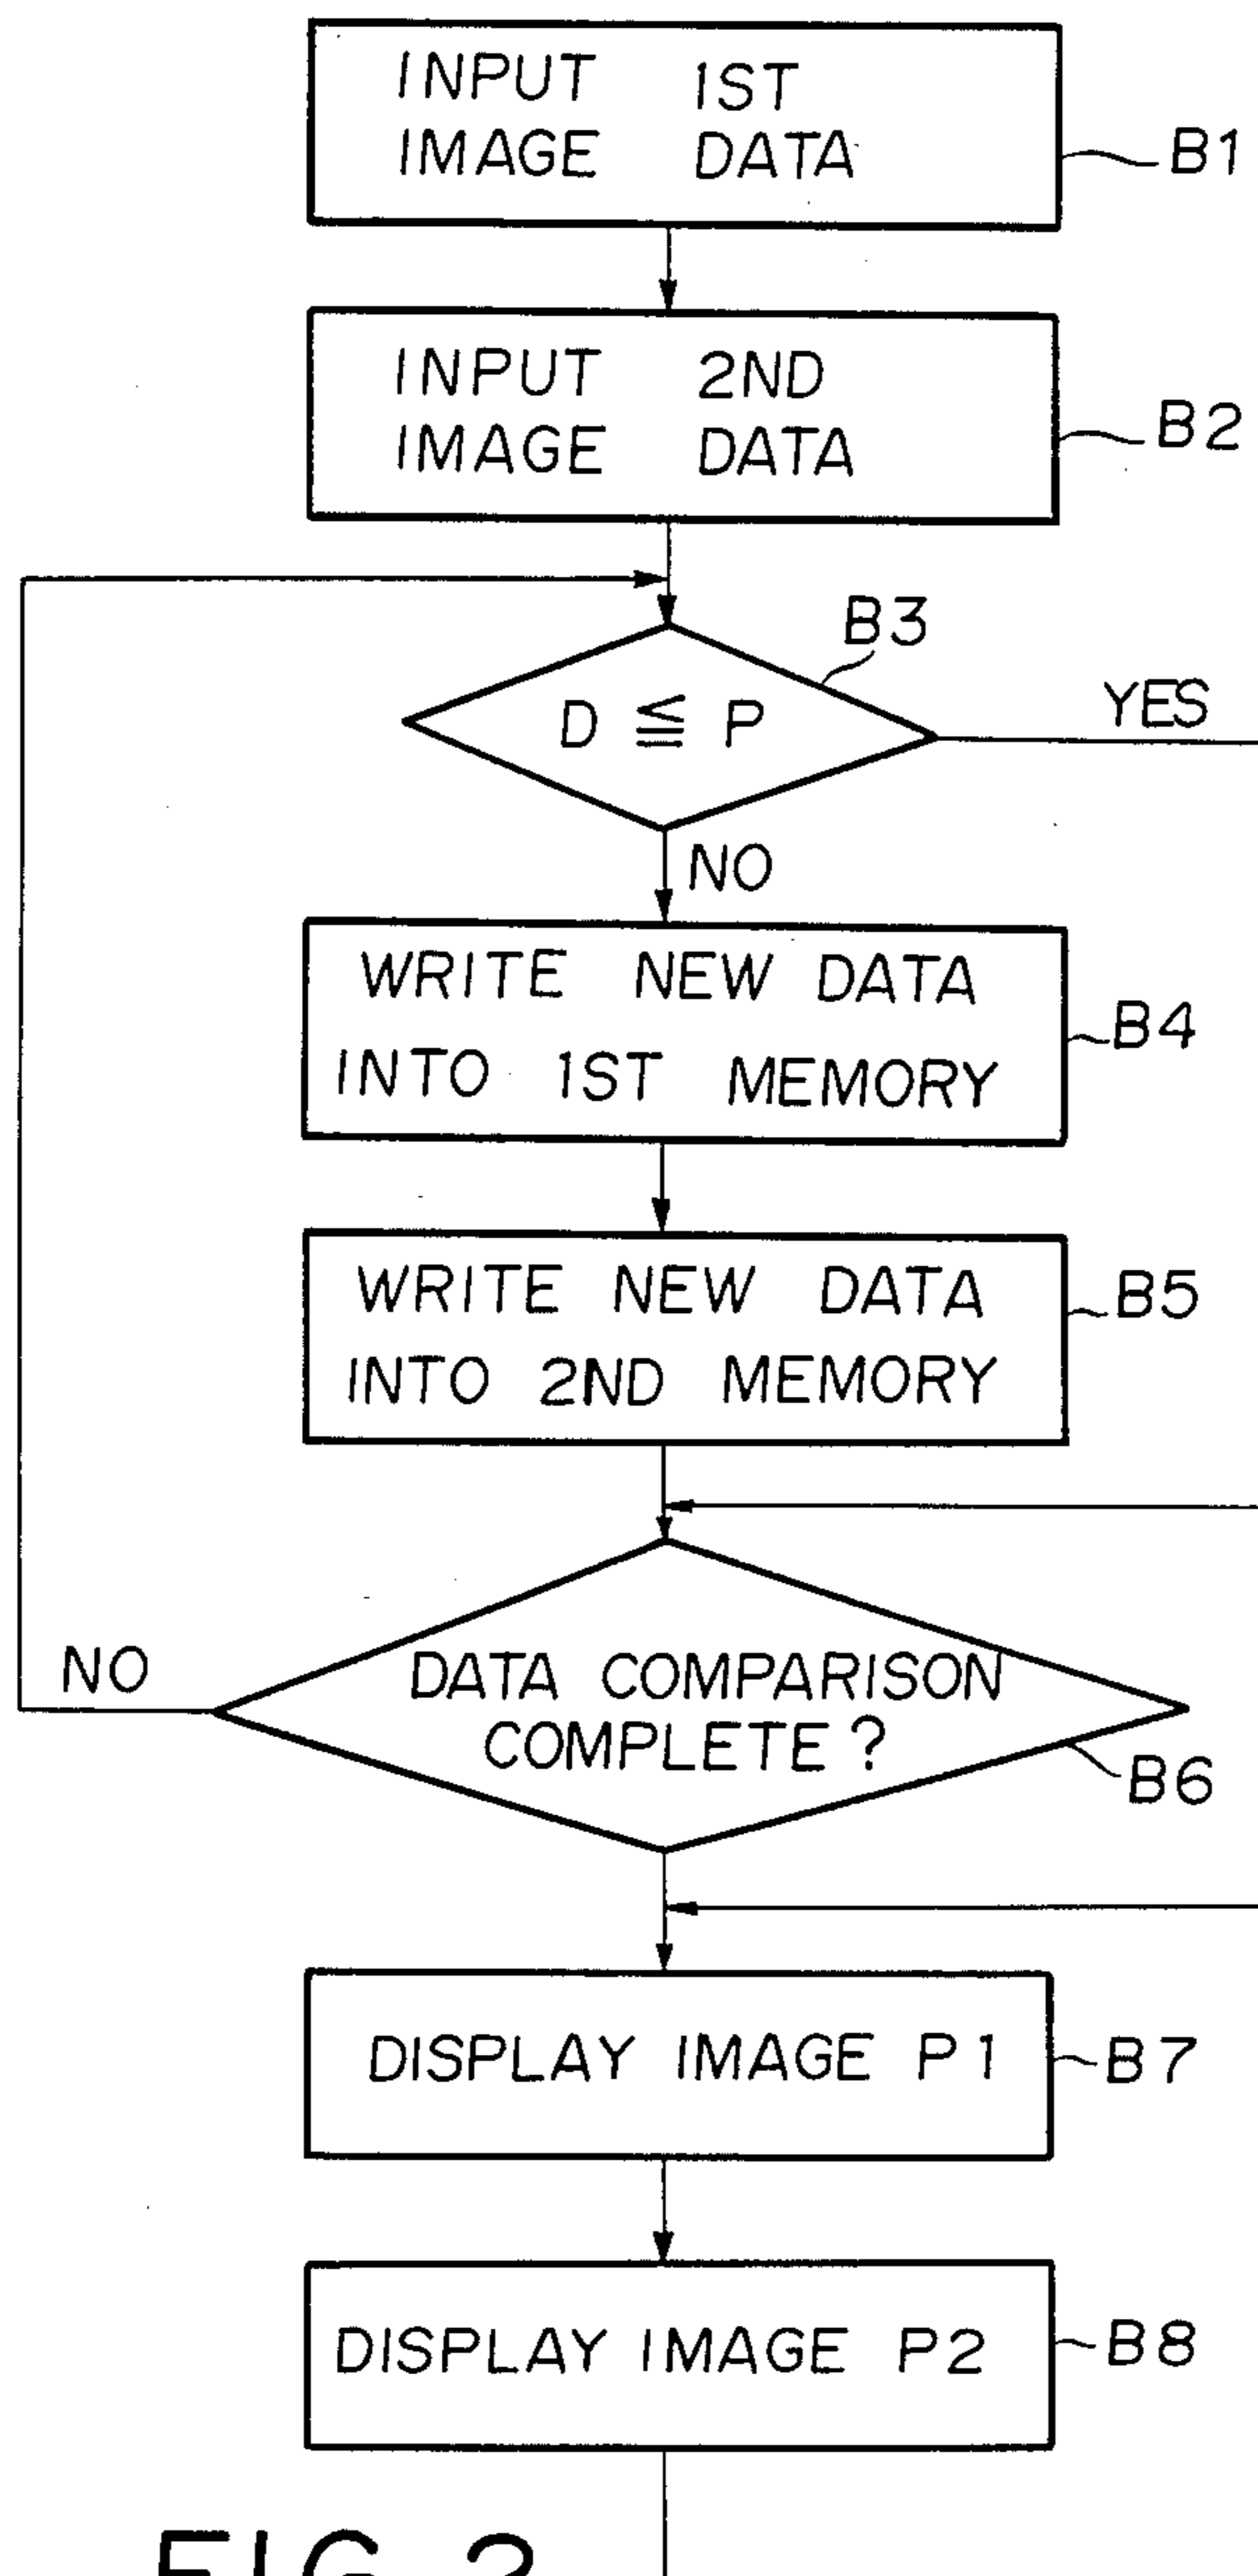 INPUT 1ST
IMAGE DATA
B1
INPUT 2ND
IMAGE DATA
B2
B3
D ≦ P
YES
NO
WRITE NEW DATA
INTO 1ST MEMORY
B4
WRITE NEW DATA
INTO 2ND MEMORY
B5
DATA COMPARISON
COMPLETE?
NO
B6
DISPLAY IMAGE P1
B7
DISPLAY IMAGE P2
B8